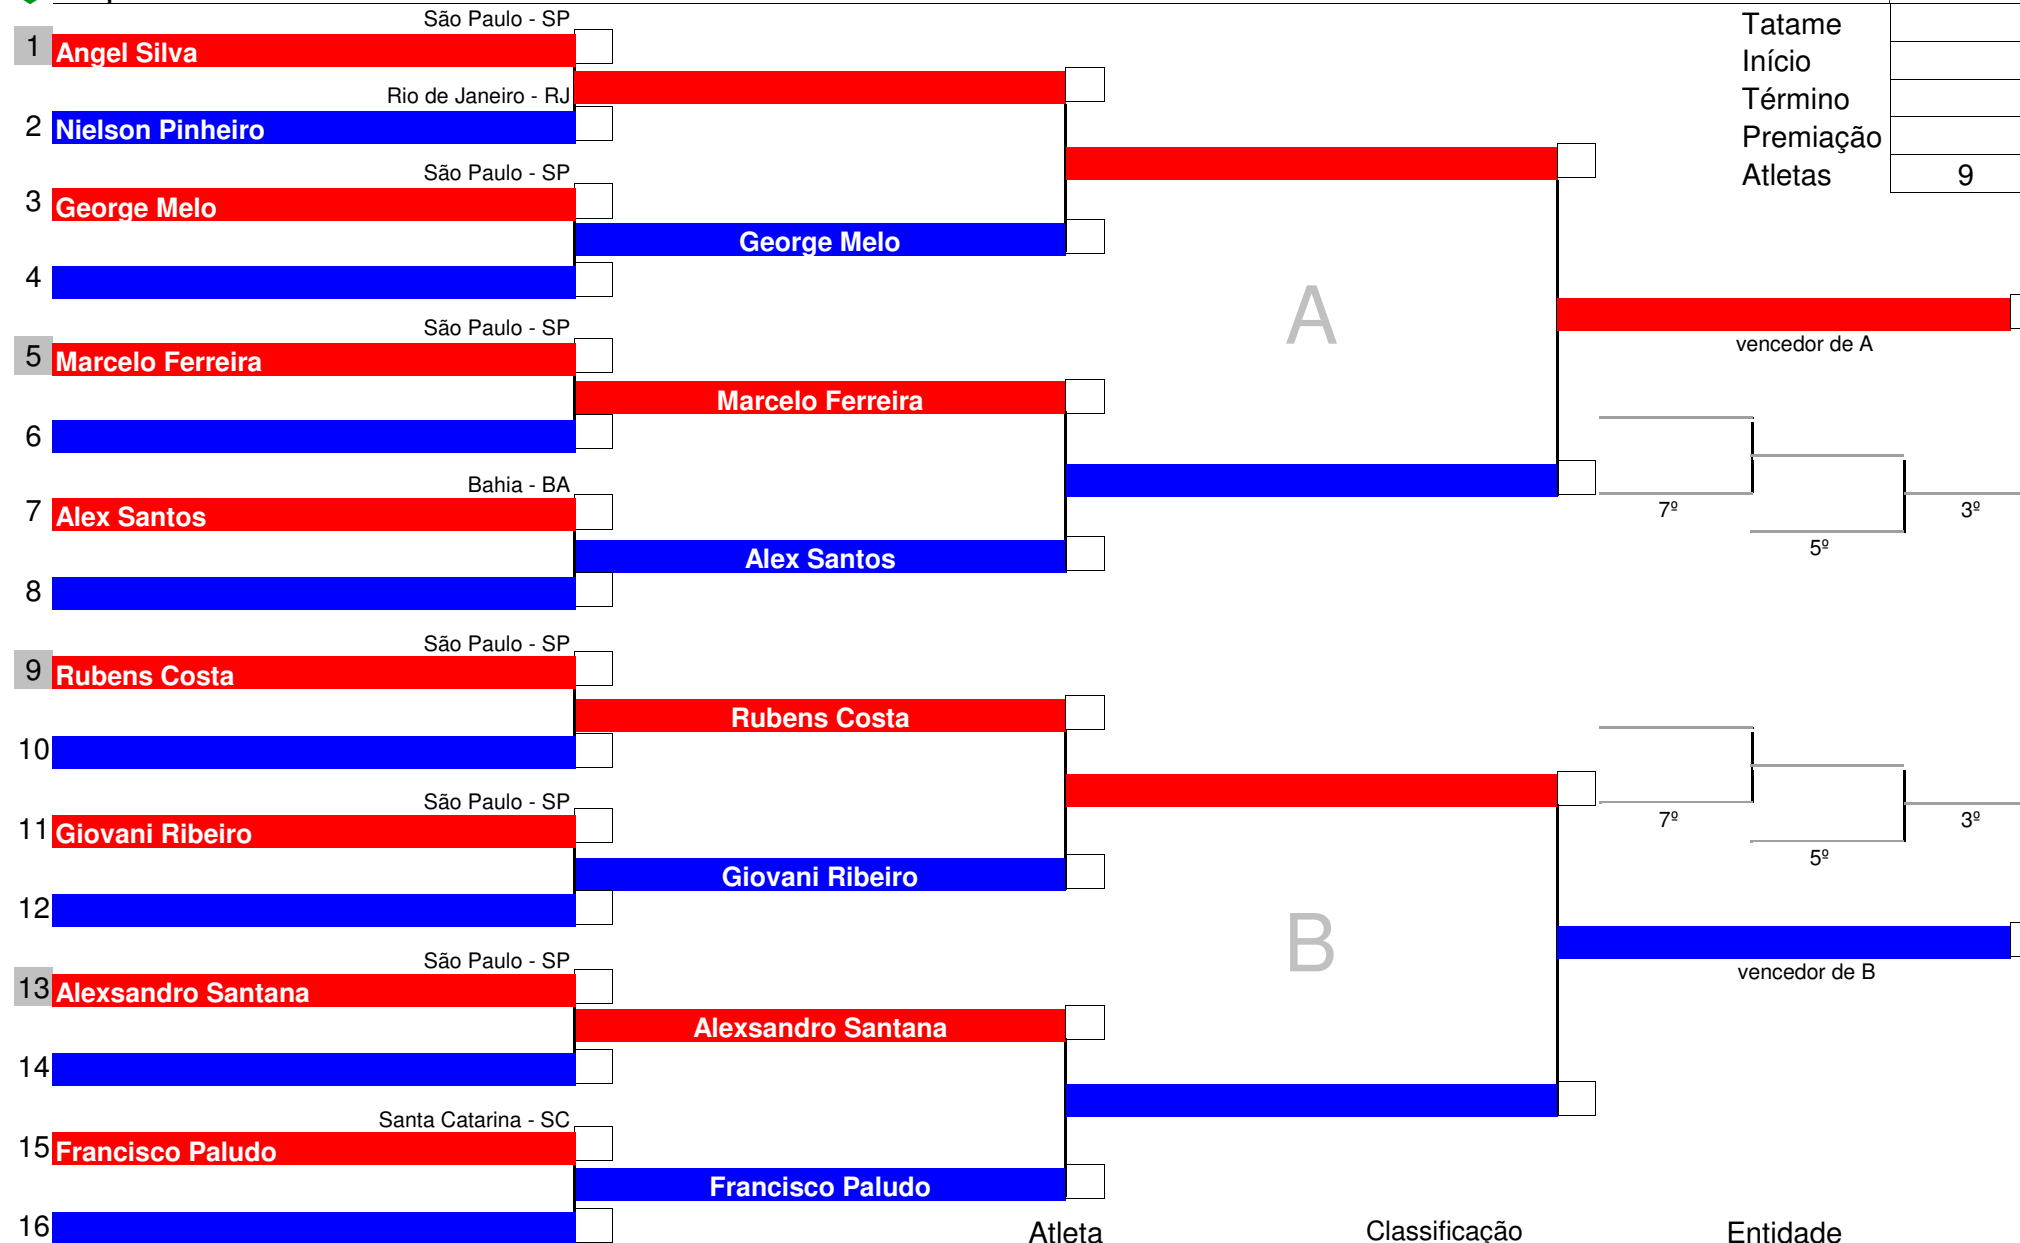 São Paulo - SP
1 Angel Silva
Rio de Janeiro - RJ
2 Nielson Pinheiro
São Paulo - SP
3 George Melo
George Melo
4
São Paulo - SP
5 Marcelo Ferreira
Marcelo Ferreira
6
Bahia - BA
7 Alex Santos
Alex Santos
8
São Paulo - SP
9 Rubens Costa
Rubens Costa
10
São Paulo - SP
11 Giovani Ribeiro
Giovani Ribeiro
12
São Paulo - SP
13 Alexsandro Santana
Alexsandro Santana
14
Santa Catarina - SC
15 Francisco Paludo
Francisco Paludo
16
A
B
Tatame
Início
Término
Premiação
Atletas 9
vencedor de A
7º
3º
5º
7º
3º
5º
vencedor de B
Atleta Classificação Entidade